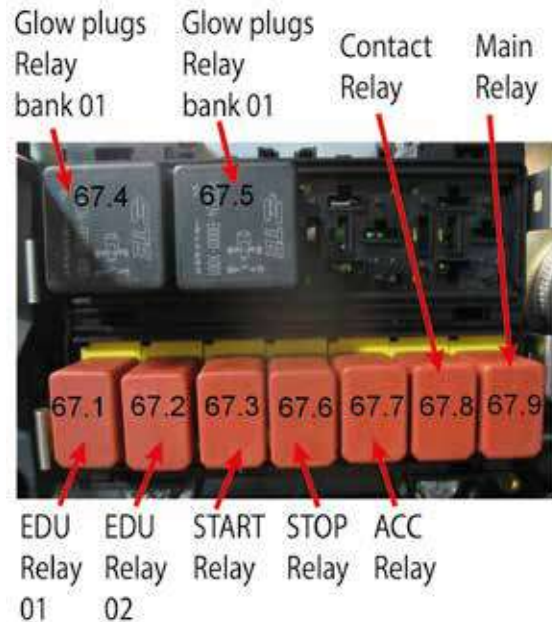 Glow plugs
Relay
bank 01
Glow plugs
Relay
bank 01
Contact
Relay
Main
Relay
67.4
67.5
67.1
67.2
67.3
67.6
67.7
67.8
67.9
EDU
Relay
01
EDU
Relay
02
START
Relay
STOP
Relay
ACC
Relay